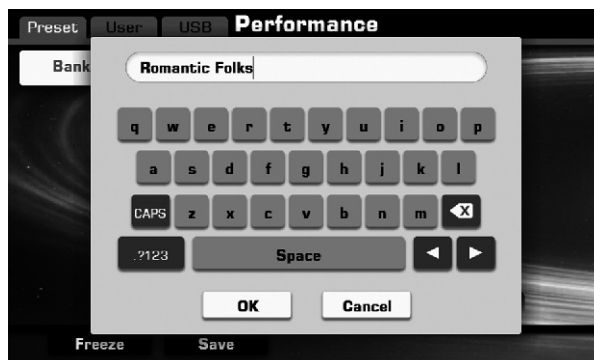 Preset User USB Performance
Bank
Romantic Folks
q w e r t y u i o p
a s d f g h j k l
CAPS z x c v b n m X
.?123 Space
OK Cancel
Freeze Save